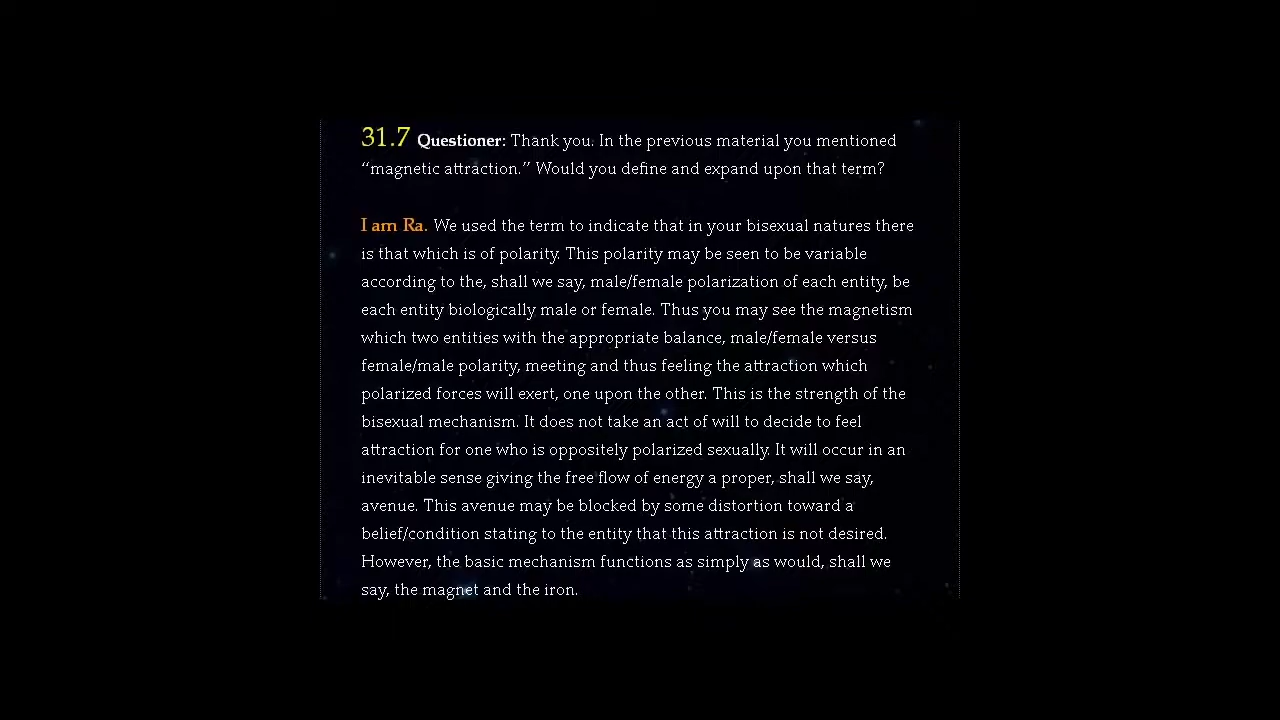 31.7 Questioner: Thank you. In the previous material you mentioned
“magnetic attraction.” Would you define and expand upon that term?
I am Ra. We used the term to indicate that in your bisexual natures there
is that which is of polarity. This polarity may be seen to be variable
according to the, shall we say, male/female polarization of each entity, be
each entity biologically male or female. Thus you may see the magnetism
which two entities with the appropriate balance, male/female versus
female/male polarity, meeting and thus feeling the attraction which
polarized forces will exert, one upon the other. This is the strength of the
bisexual mechanism. It does not take an act of will to decide to feel
attraction for one who is oppositely polarized sexually. It will occur in an
inevitable sense giving the free flow of energy a proper, shall we say,
avenue. This avenue may be blocked by some distortion toward a
belief/condition stating to the entity that this attraction is not desired.
However, the basic mechanism functions as simply as would, shall we
say, the magnet and the iron.